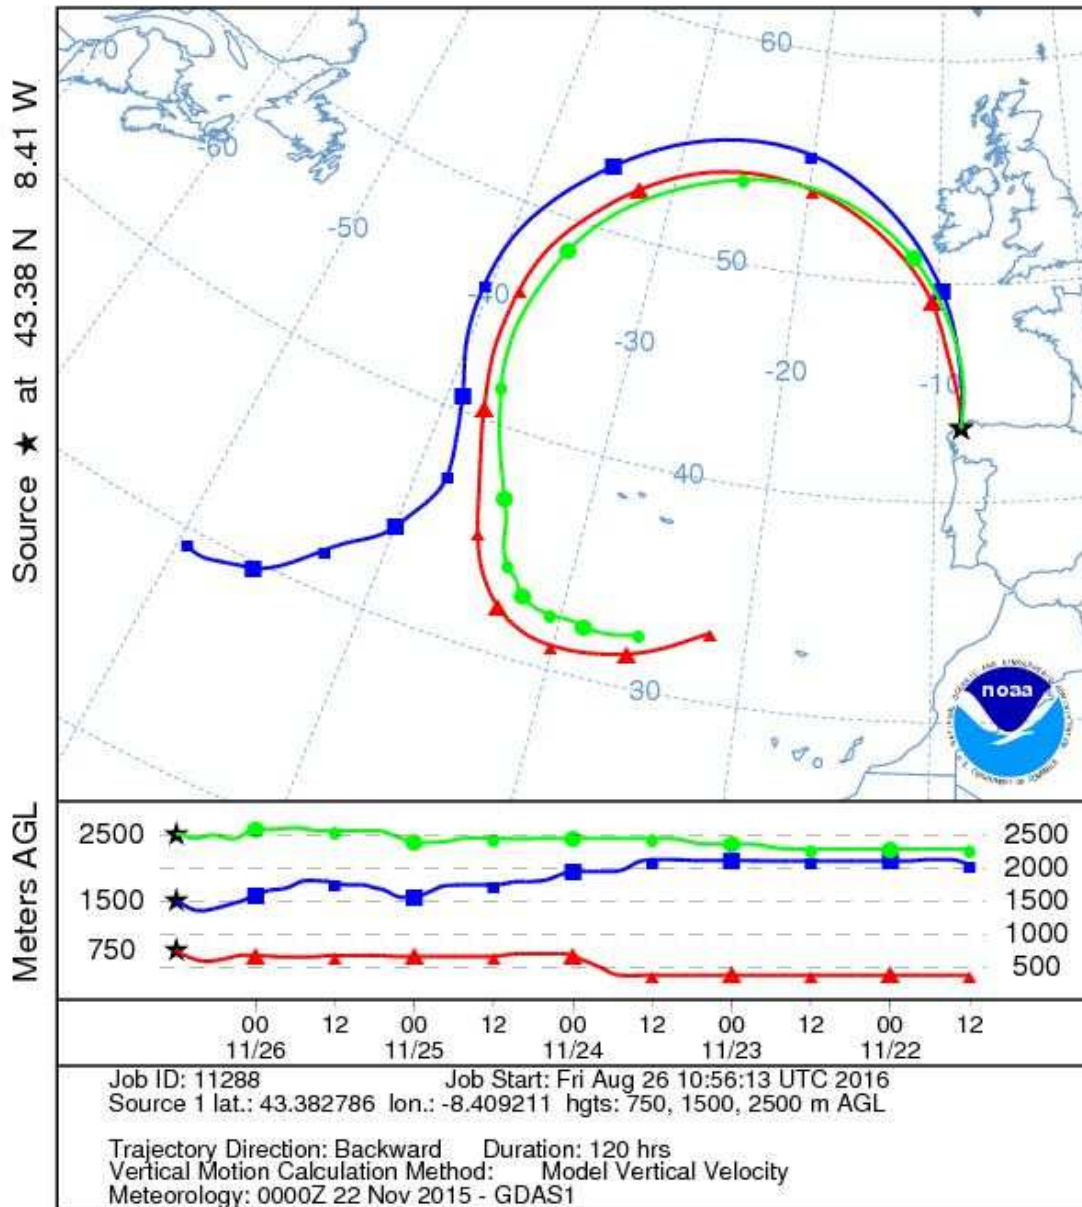 Source ★ at 43.38 N 8.41 W
60
-70
-60
-50
50
-40
-30
-20
-10
40
30
noaa
Meters AGL
2500
1500
750
2500
2000
1500
1000
500
00 12 00 12 00 12 00 12 00 12
11/26 11/25 11/24 11/23 11/22
Job ID: 11288 Job Start: Fri Aug 26 10:56:13 UTC 2016
Source 1 lat.: 43.382786 lon.: -8.409211 hgts: 750, 1500, 2500 m AGL
Trajectory Direction: Backward Duration: 120 hrs
Vertical Motion Calculation Method: Model Vertical Velocity
Meteorology: 0000Z 22 Nov 2015 - GDAS1